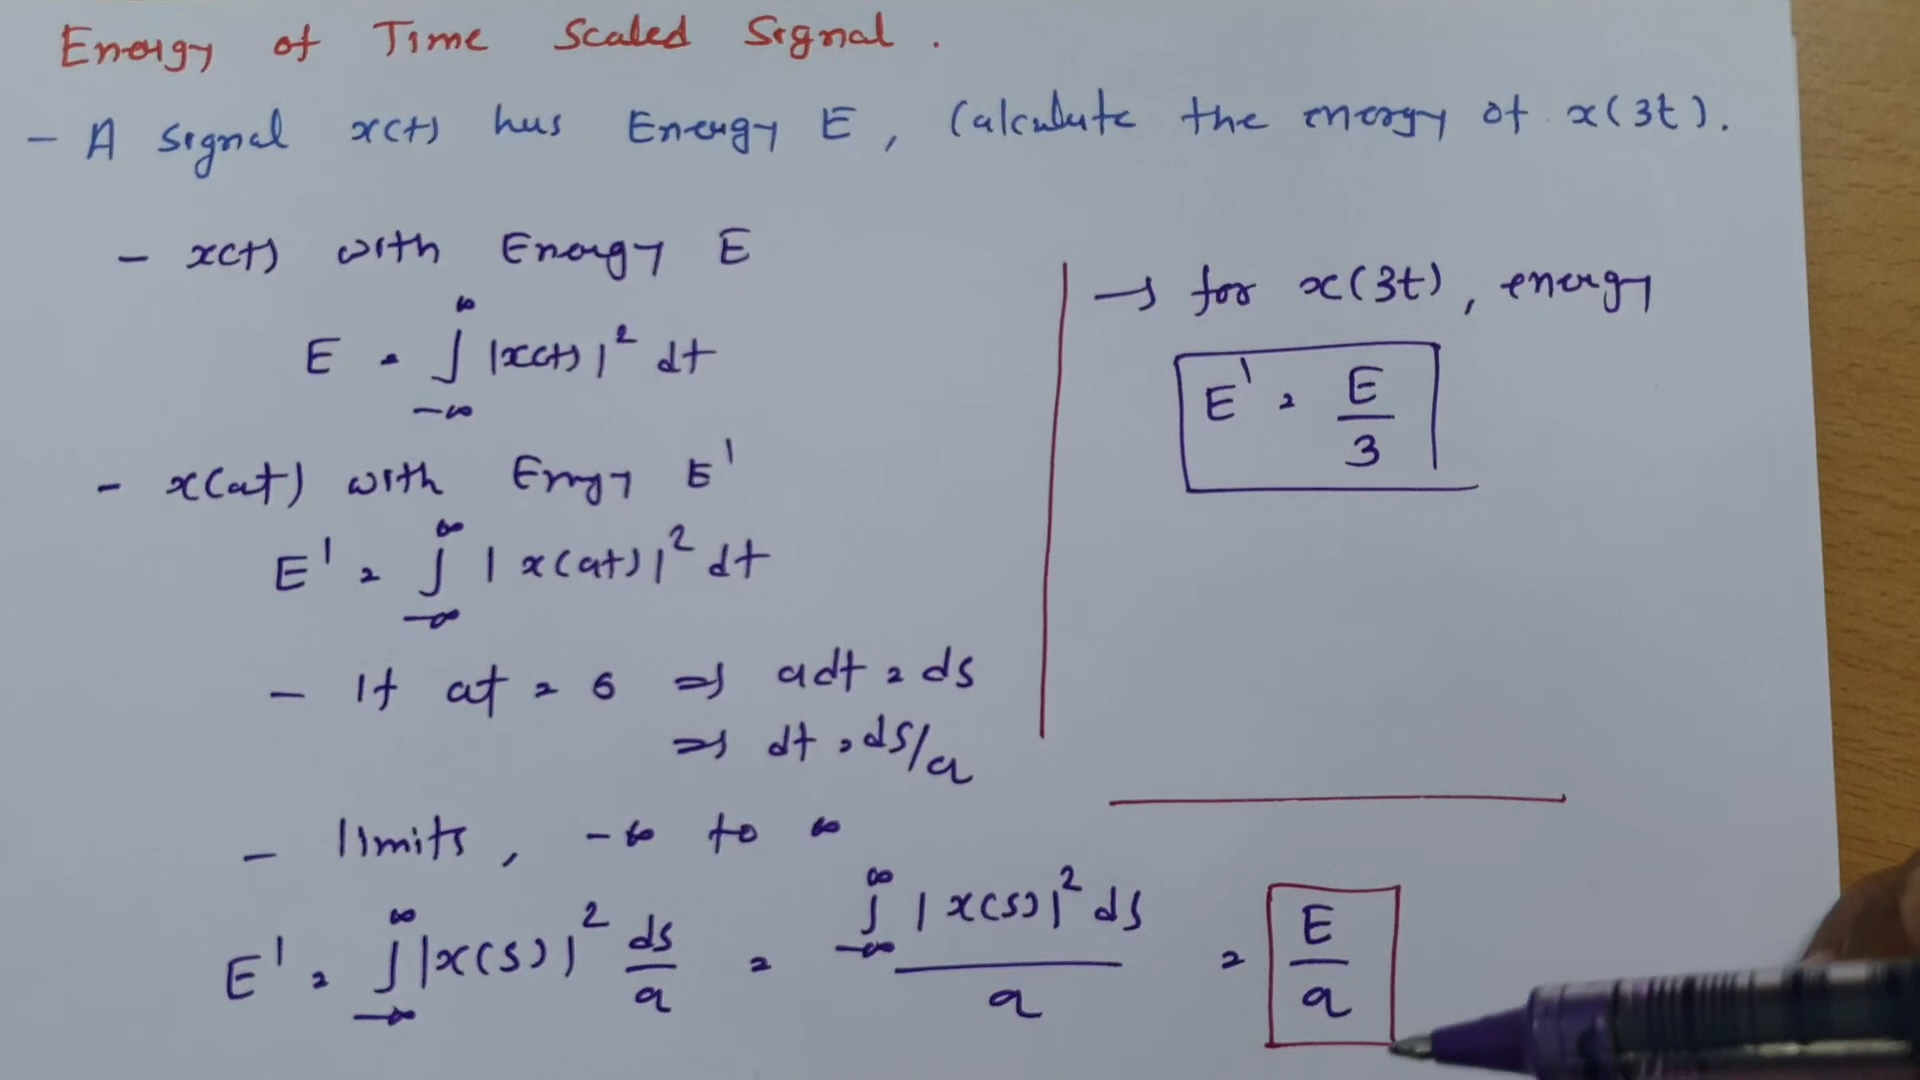 Energy of Time Scaled Signal.
- A signal x(t) has Energy E, Calculate the energy of x(3t).
- x(t) with Energy E
E = ∫_{-∞}^{∞} |x(t)|² dt
- x(at) with Energy E'
E' = ∫_{-∞}^{∞} |x(at)|² dt
- If at = s ⇒ adt = ds
⇒ dt = ds/a
- limits, -∞ to ∞
E' = ∫_{-∞}^{∞} |x(s)|² ds/a = ∫_{-∞}^{∞} |x(s)|² ds / a = E/a
→ for x(3t), energy
E' = E/3